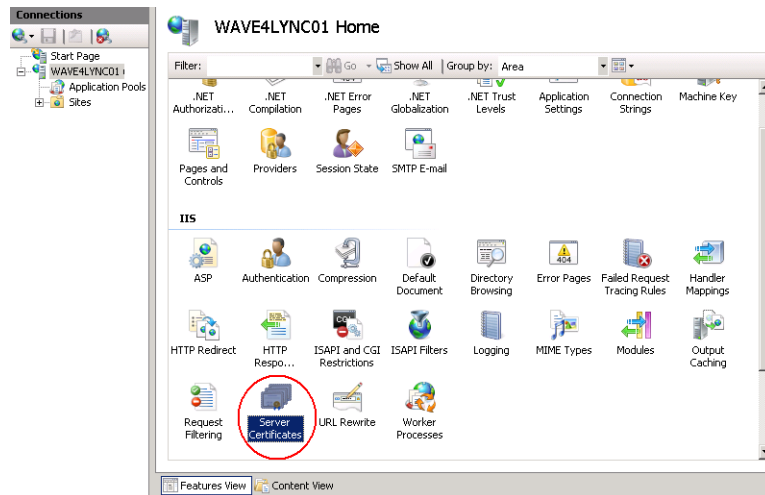 Connections
Start Page
WAVE4LYNC01
Application Pools
Sites
WAVE4LYNC01 Home
Filter: Go Show All Group by: Area
.NET Authorizati...
.NET Compilation
.NET Error Pages
.NET Globalization
.NET Trust Levels
Application Settings
Connection Strings
Machine Key
Pages and Controls
Providers
Session State
SMTP E-mail
IIS
ASP
Authentication
Compression
Default Document
Directory Browsing
404
Error Pages
Failed Request Tracing Rules
Handler Mappings
HTTP Redirect
HTTP Respo...
ISAPI and CGI Restrictions
ISAPI Filters
Logging
MIME Types
Modules
Output Caching
Request Filtering
Server Certificates
URL Rewrite
Worker Processes
Features View
Content View